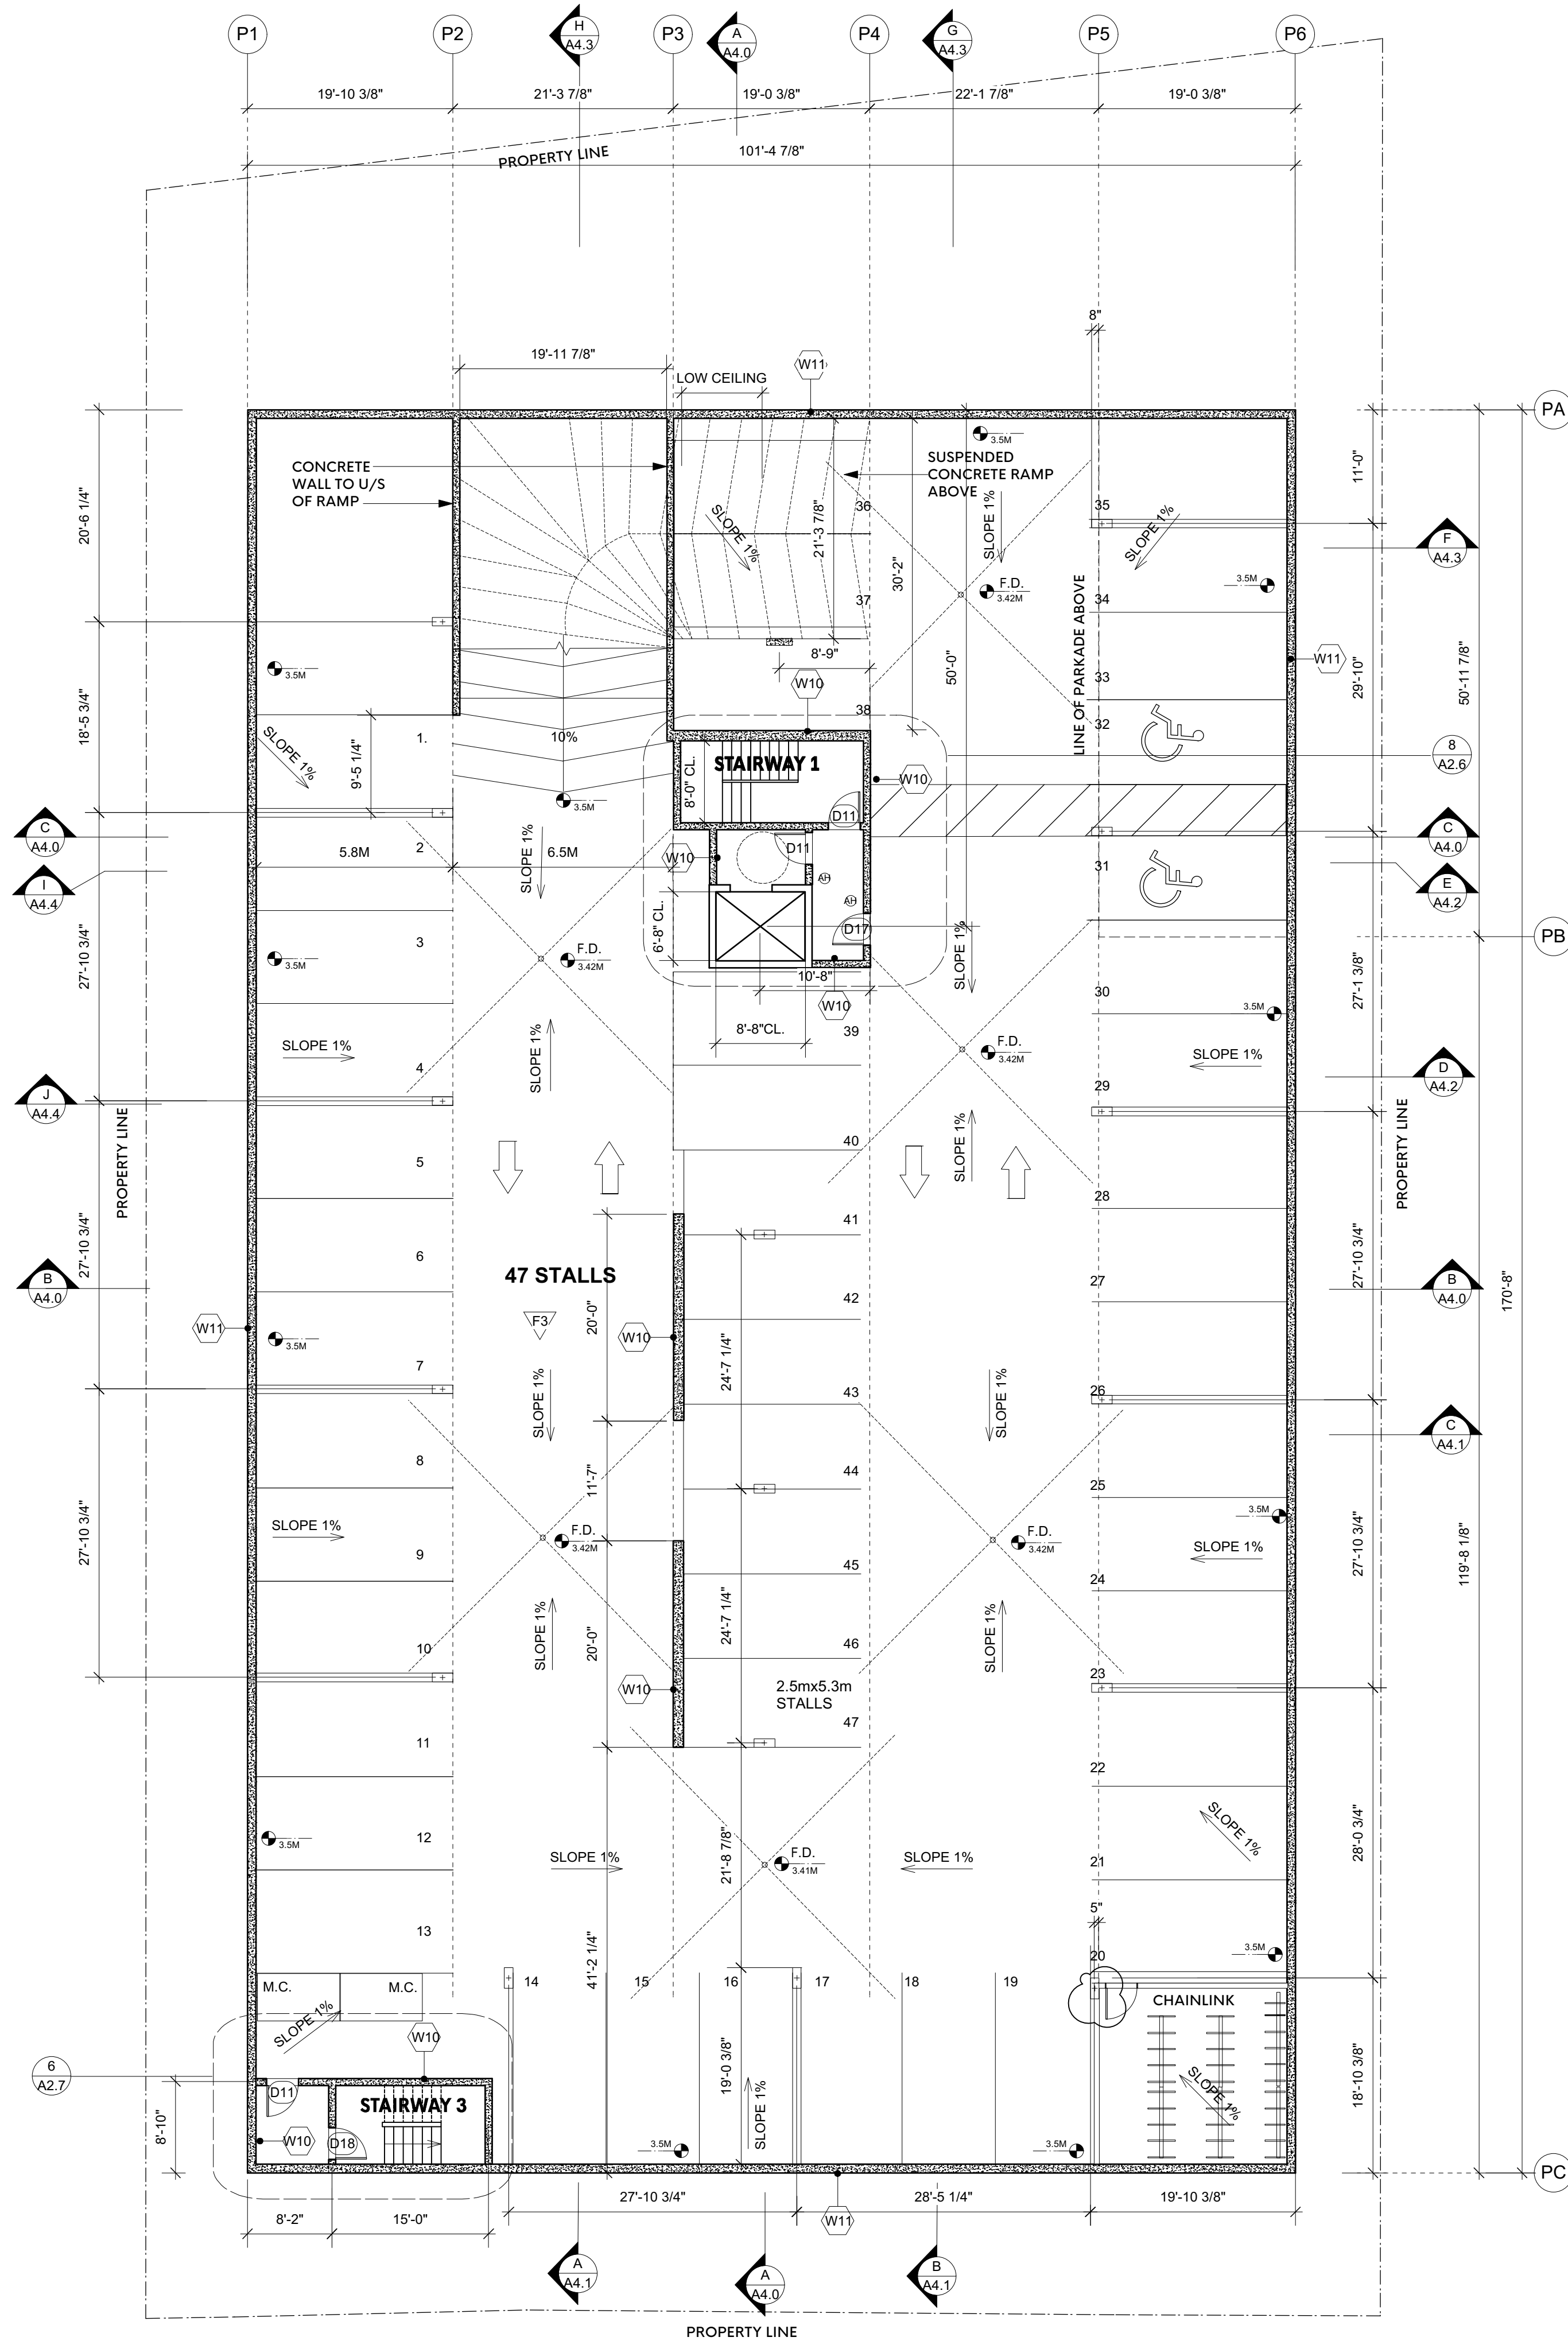 P1
P2
H
A4.3
P3
A
A4.0
P4
G
A4.3
P5
P6
19'-10 3/8"
21'-3 7/8"
19'-0 3/8"
22'-1 7/8"
19'-0 3/8"
PROPERTY LINE
101'-4 7/8"
8"
19'-11 7/8"
LOW CEILING
W11
PA
3.5M
CONCRETE
WALL TO U/S
OF RAMP
SUSPENDED
CONCRETE RAMP
ABOVE
11'-0"
20'-6 1/4"
36
35
SLOPE 1%
21'-3 7/8"
SLOPE 1%
SLOPE 1%
F
A4.3
30'-2"
F.D.
3.42M
3.5M
37
34
LINE OF PARKADE ABOVE
8'-9"
50'-0"
W11
29'-10"
50'-11 7/8"
3.5M
W10
33
18'-5 3/4"
38
32
1.
10%
SLOPE 1%
9'-5 1/4"
STAIRWAY 1
8'-0" CL.
W10
8
A2.6
3.5M
D11
C
A4.0
C
A4.0
2
5.8M
6.5M
SLOPE 1%
W10
D11
31
I
A4.4
AH
AH
E
A4.2
D17
3
6'-8" CL.
PB
3.5M
F.D.
3.42M
SLOPE 1%
27'-10 3/4"
10'-8"
30
27'-1 3/8"
W10
3.5M
8'-8"CL.
39
SLOPE 1%
4
SLOPE 1%
F.D.
3.42M
SLOPE 1%
29
D
A4.2
J
A4.4
PROPERTY LINE
SLOPE 1%
PROPERTY LINE
40
5
28
41
27'-10 3/4"
6
47 STALLS
27
27'-10 3/4"
B
A4.0
B
A4.0
170'-8"
42
F3
20'-0"
W11
3.5M
W10
24'-7 1/4"
7
SLOPE 1%
43
SLOPE 1%
26
C
A4.1
8
11'-7"
44
25
27'-10 3/4"
SLOPE 1%
3.5M
27'-10 3/4"
119'-8 1/8"
9
F.D.
3.42M
45
F.D.
3.42M
SLOPE 1%
24
SLOPE 1%
20'-0"
24'-7 1/4"
SLOPE 1%
10
46
23
W10
2.5mx5.3m
STALLS
47
11
22
12
3.5M
SLOPE 1%
21'-8 7/8"
F.D.
3.41M
SLOPE 1%
SLOPE 1%
21
28'-0 3/4"
13
5"
41'-2 1/4"
20
3.5M
M.C.
M.C.
14
15
16
17
18
19
CHAINLINK
SLOPE 1%
W10
6
A2.7
19'-0 3/8"
SLOPE 1%
SLOPE 1%
18'-10 3/8"
D11
STAIRWAY 3
8'-10"
W10
D18
3.5M
3.5M
PC
27'-10 3/4"
28'-5 1/4"
19'-10 3/8"
8'-2"
15'-0"
W11
A
A4.1
A
A4.0
B
A4.1
PROPERTY LINE